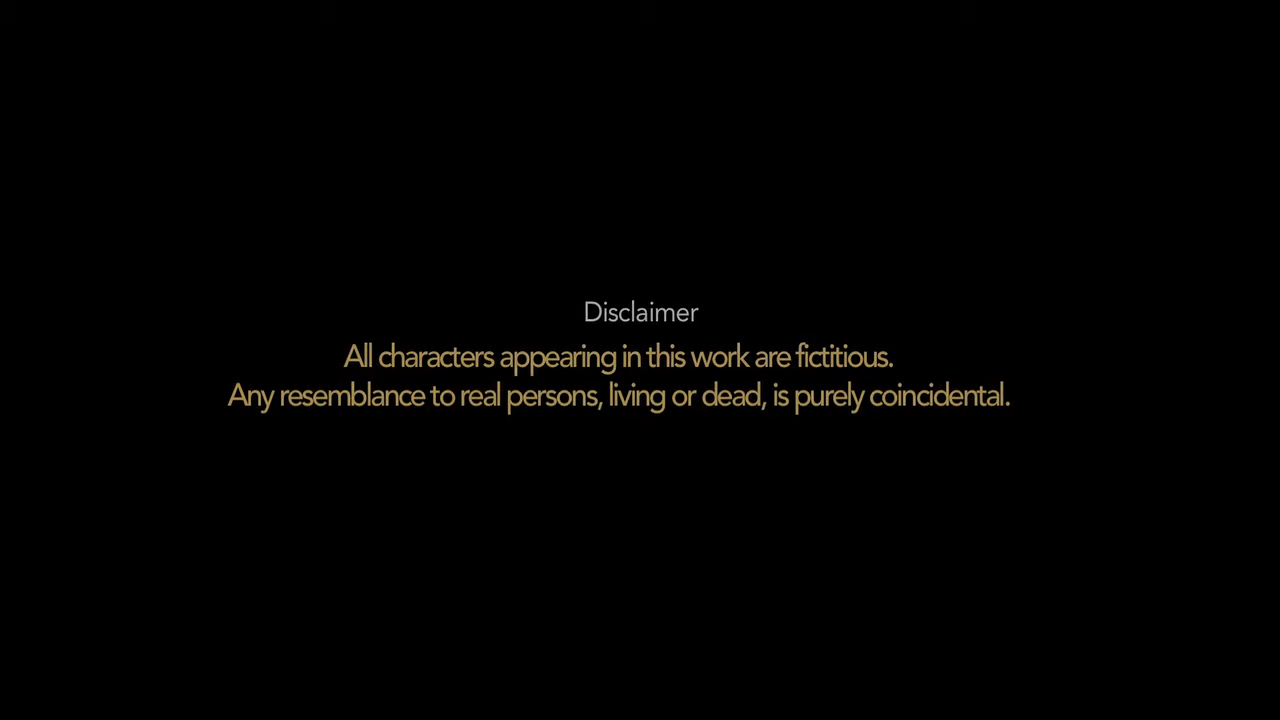 Disclaimer
All characters appearing in this work are fictitious.
Any resemblance to real persons, living or dead, is purely coincidental.